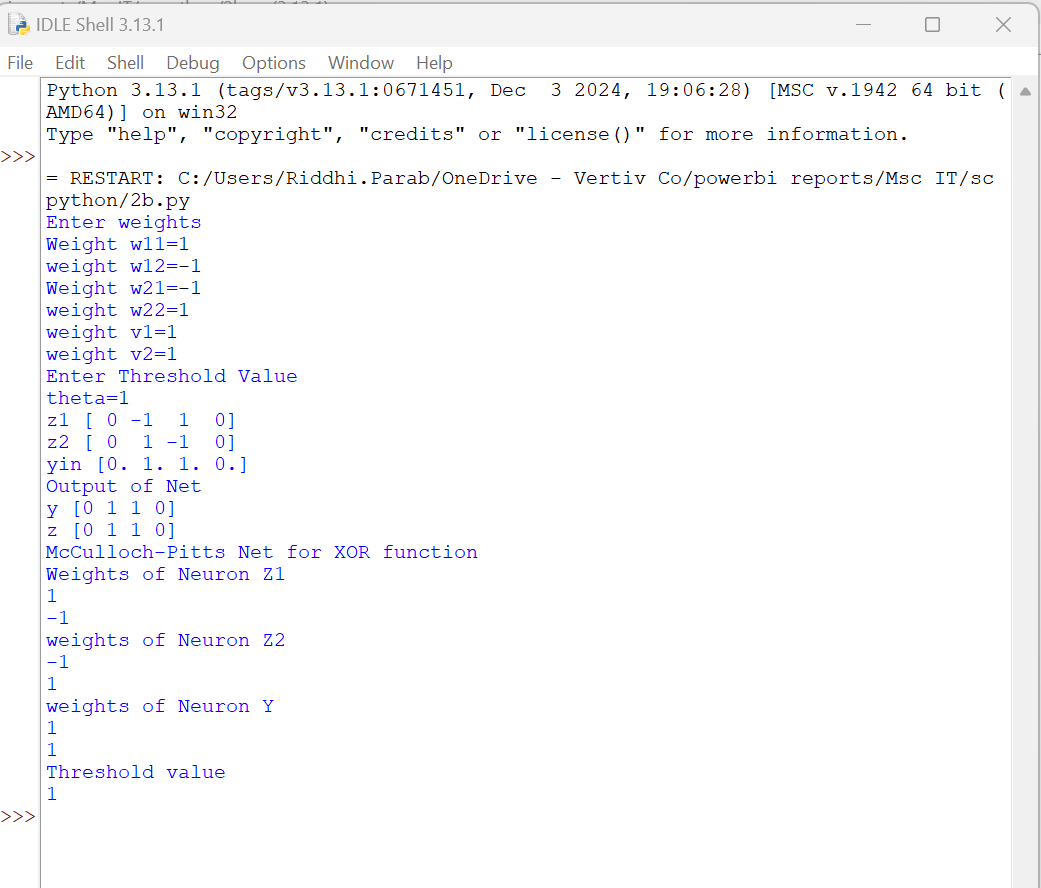 IDLE Shell 3.13.1
File Edit Shell Debug Options Window Help
Python 3.13.1 (tags/v3.13.1:0671451, Dec  3 2024, 19:06:28) [MSC v.1942 64 bit (
AMD64)] on win32
Type "help", "copyright", "credits" or "license()" for more information.
>>>
= RESTART: C:/Users/Riddhi.Parab/OneDrive - Vertiv Co/powerbi reports/Msc IT/sc
python/2b.py
Enter weights
Weight w11=1
weight w12=-1
Weight w21=-1
weight w22=1
weight v1=1
weight v2=1
Enter Threshold Value
theta=1
z1 [ 0 -1  1  0]
z2 [ 0  1 -1  0]
yin [0. 1. 1. 0.]
Output of Net
y [0 1 1 0]
z [0 1 1 0]
McCulloch-Pitts Net for XOR function
Weights of Neuron Z1
1
-1
weights of Neuron Z2
-1
1
weights of Neuron Y
1
1
Threshold value
1
>>>